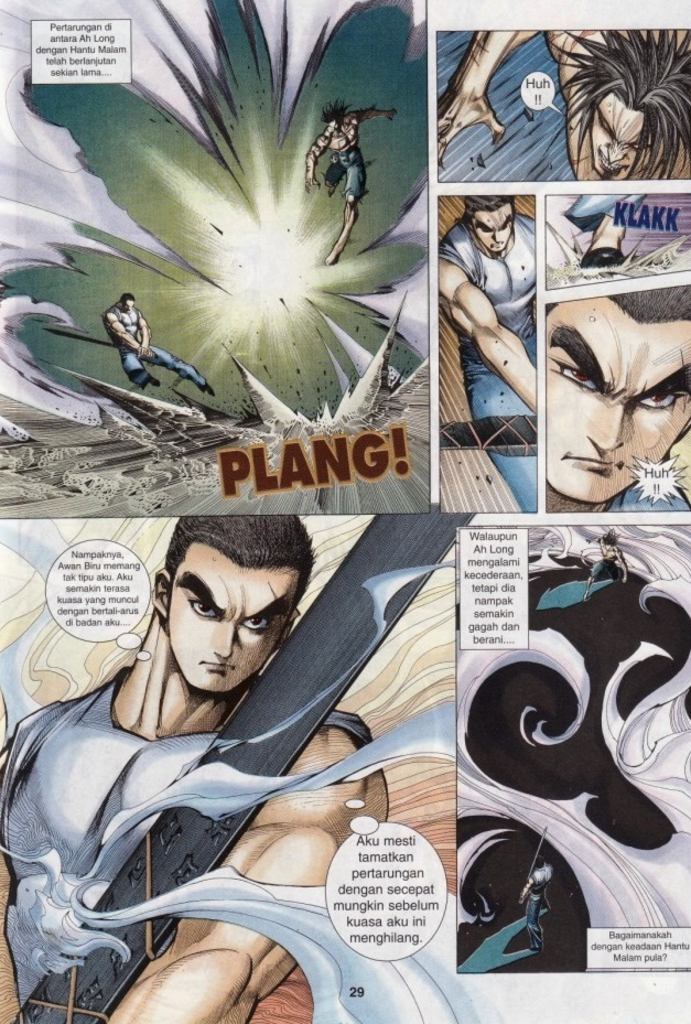 Pertarungan di
antara Ah Long
dengan Hantu Malam
telah berlanjutan
sekian lama....
PLANG!
Huh
!!
KLAKK
Huh
!!
Nampaknya,
Awan Biru memang
tak tipu aku. Aku
semakin terasa
kuasa yang muncul
dengan bertali-arus
di badan aku....
Aku mesti
tamatkan
pertarungan
dengan secepat
mungkin sebelum
kuasa aku ini
menghilang.
Walaupun
Ah Long
mengalami
kecederaan,
tetapi dia
nampak
semakin
gagah dan
berani....
Bagaimanakah
dengan keadaan Hantu
Malam pula?
29